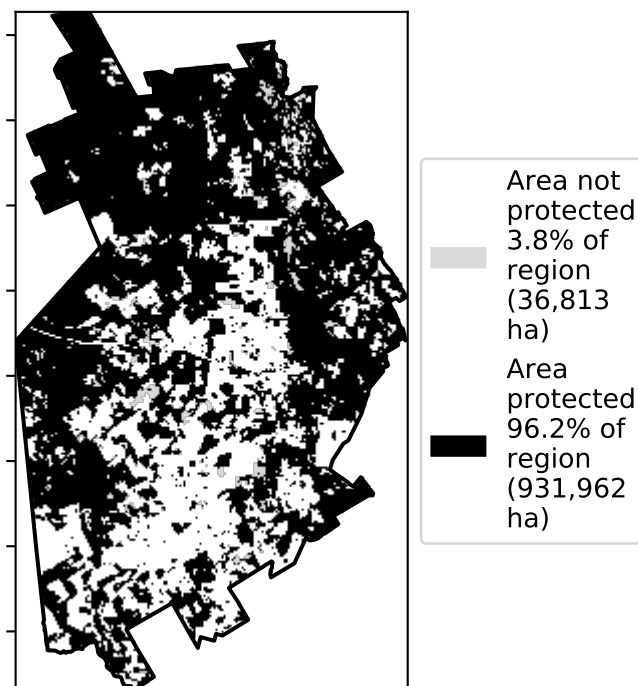 Area not
protected
3.8% of
region
(36,813
ha)
Area
protected
96.2% of
region
(931,962
ha)